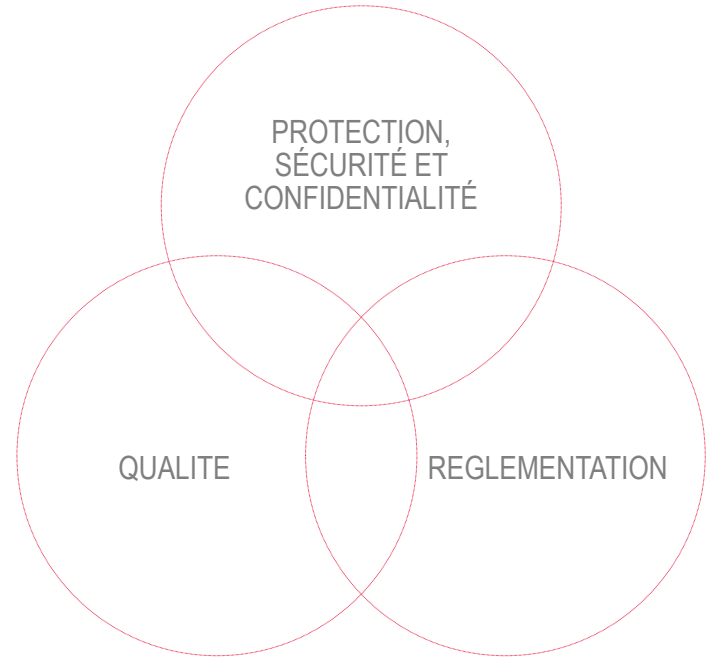 PROTECTION,
SÉCURITÉ ET
CONFIDENTIALITÉ
QUALITE
REGLEMENTATION